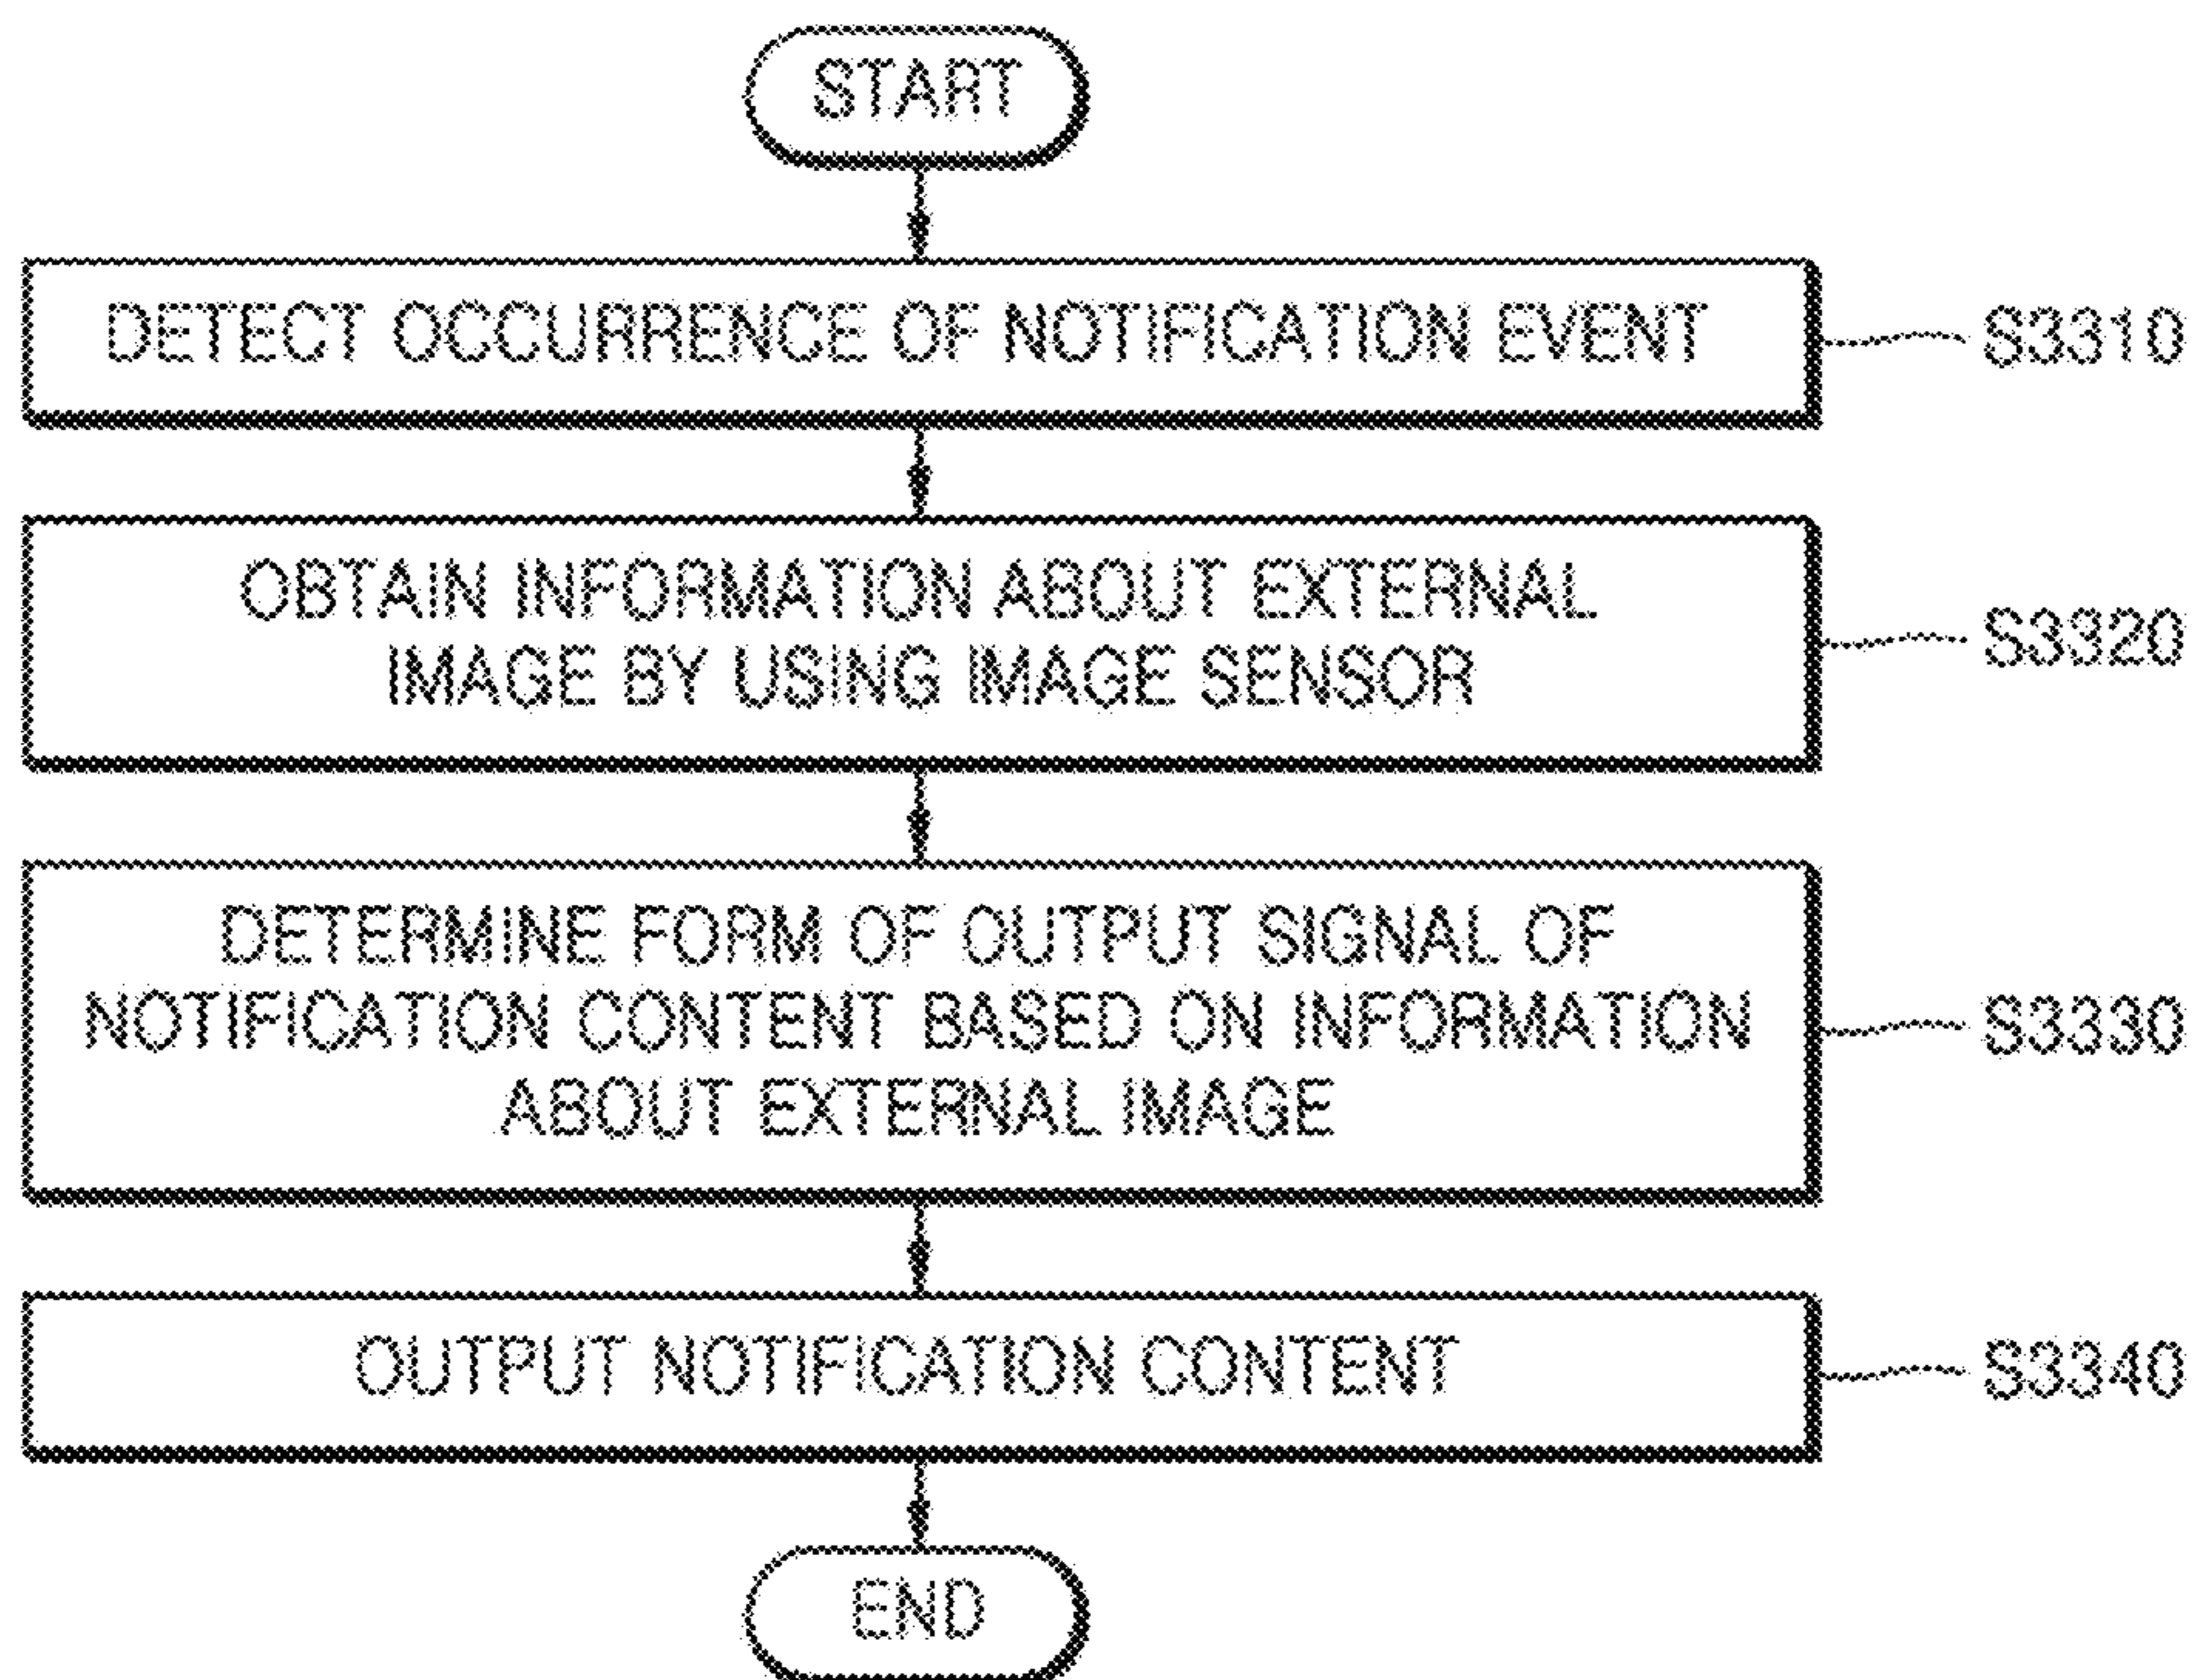 START
DETECT OCCURRENCE OF NOTIFICATION EVENT
S3310
OBTAIN INFORMATION ABOUT EXTERNAL
IMAGE BY USING IMAGE SENSOR
S3320
DETERMINE FORM OF OUTPUT SIGNAL OF
NOTIFICATION CONTENT BASED ON INFORMATION
ABOUT EXTERNAL IMAGE
S3330
OUTPUT NOTIFICATION CONTENT
S3340
END